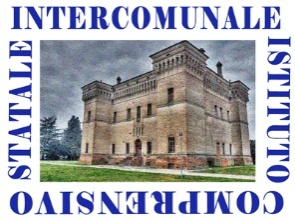 INTERCOMUNALE
ISTITUTO
COMPRENSIVO
STATALE